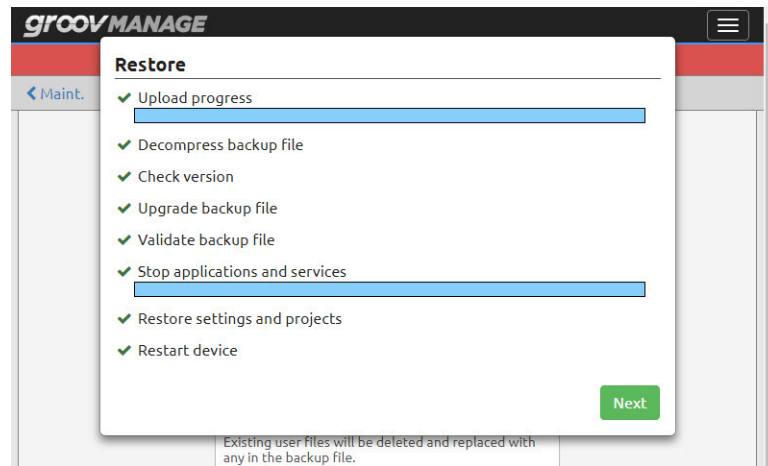 groov MANAGE
Restore
Maint.
Upload progress
Decompress backup file
Check version
Upgrade backup file
Validate backup file
Stop applications and services
Restore settings and projects
Restart device
Next
Existing user files will be deleted and replaced with
any in the backup file.